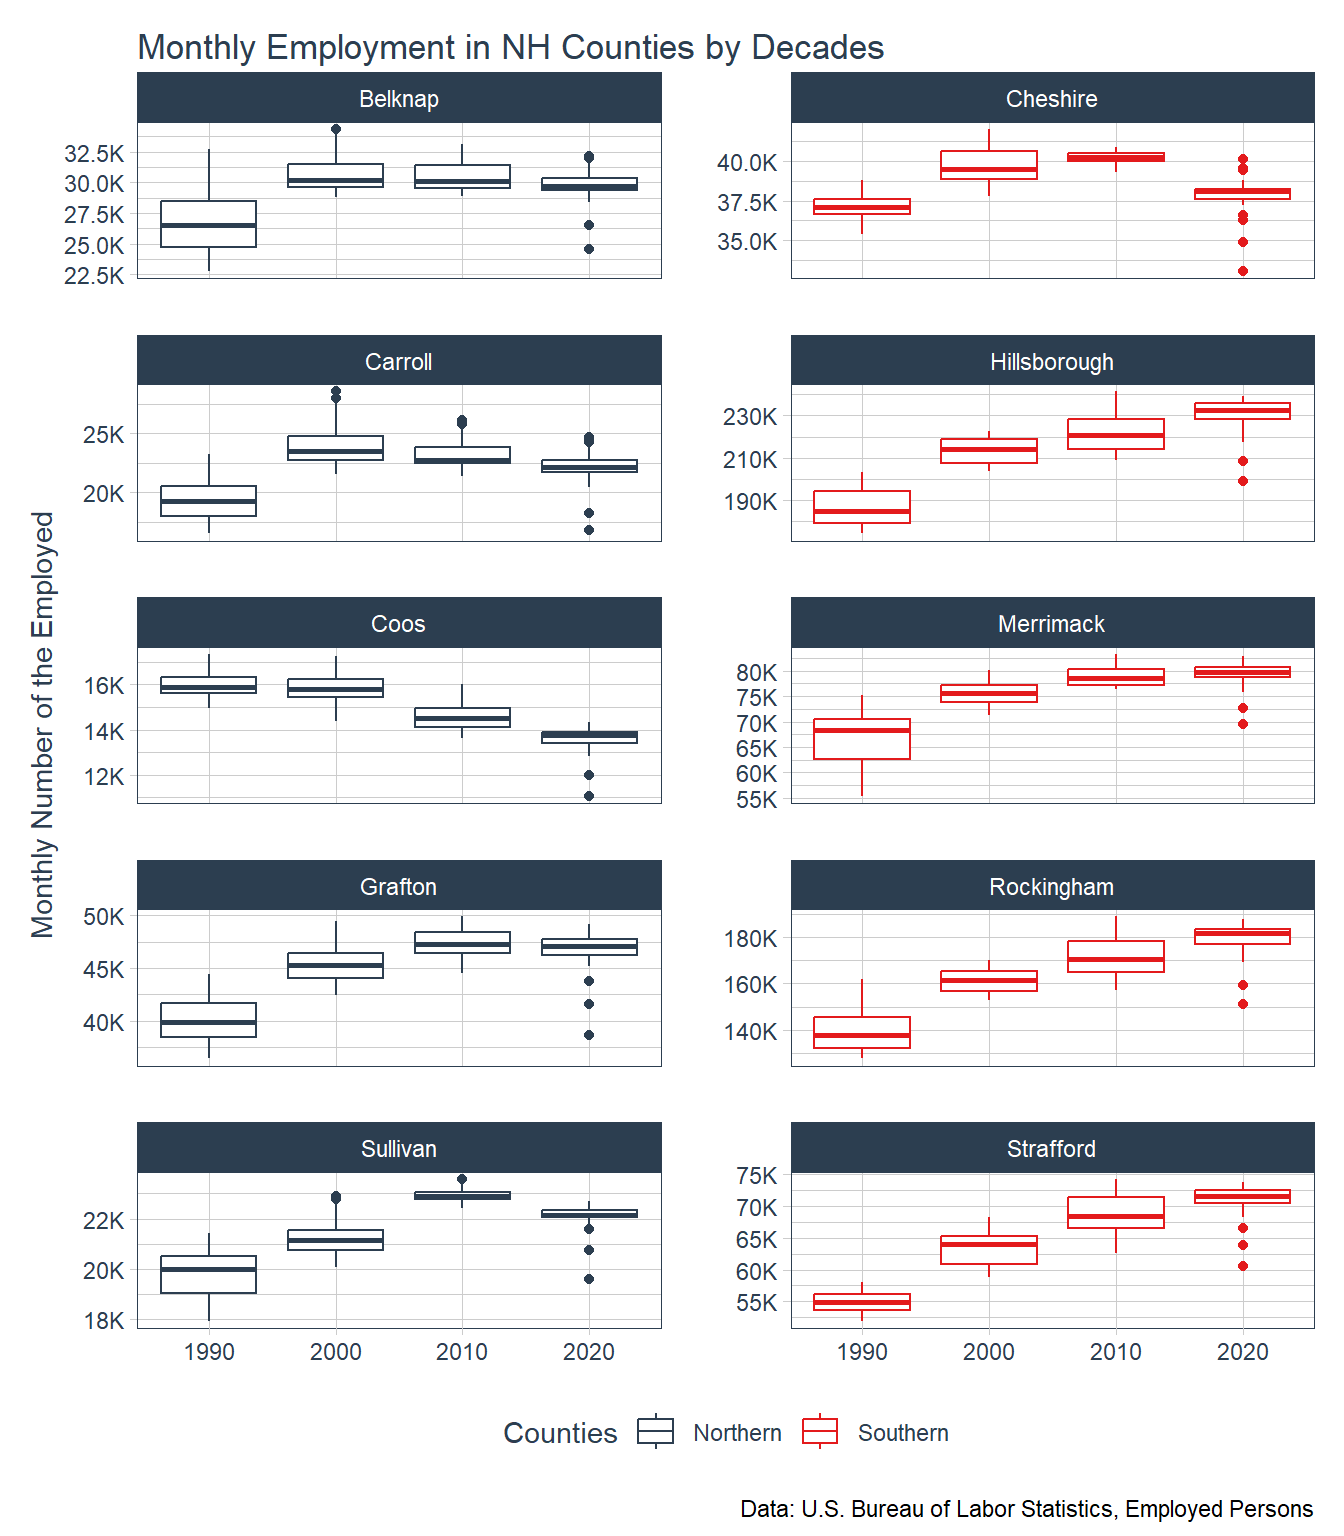 Monthly Employment in NH Counties by Decades
Monthly Number of the Employed
Belknap
32.5K
30.0K
27.5K
25.0K
22.5K
Cheshire
40.0K
37.5K
35.0K
Carroll
25K
20K
Hillsborough
230K
210K
190K
Coos
16K
14K
12K
Merrimack
80K
75K
70K
65K
60K
55K
Grafton
50K
45K
40K
Rockingham
180K
160K
140K
Sullivan
22K
20K
18K
1990 2000 2010 2020
Strafford
75K
70K
65K
60K
55K
1990 2000 2010 2020
Counties Northern Southern
Data: U.S. Bureau of Labor Statistics, Employed Persons